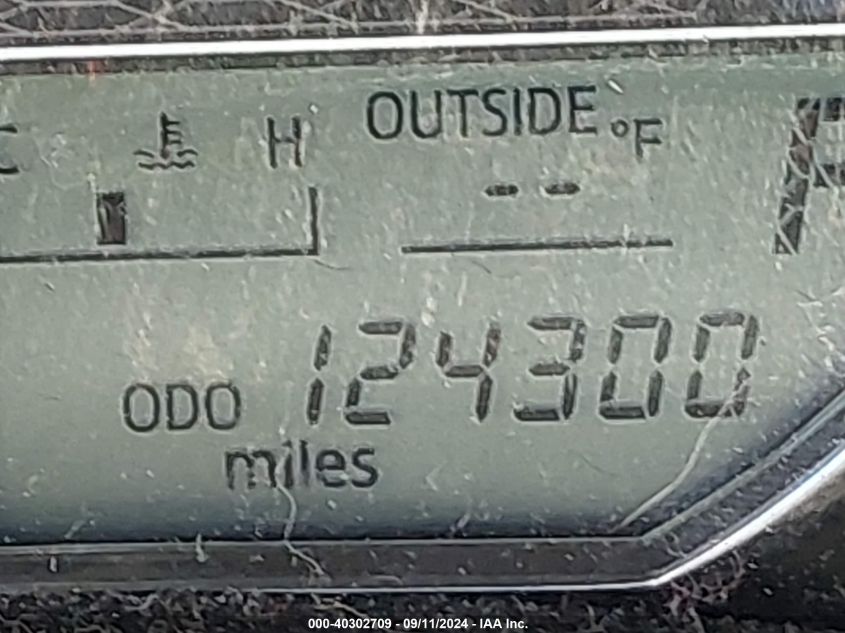 OUTSIDE °F
C H
-- 
P
ODO 124300
miles
000-40302709 - 09/11/2024 - IAA Inc.